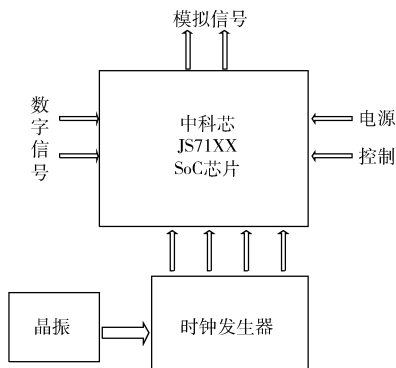 模拟信号
数字信号
中科芯
JS71XX
SoC芯片
电源
控制
晶振
时钟发生器